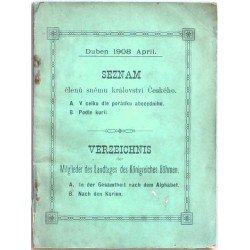 Duben 1908 April.
SEZNAM
členů sněmu království Českého.
A V celku dle pořádku abecedního.
B Podle kurií
VERZEICHNIS
der
Mitglieder des Landtages des Königreiches Böhmen
A. In der Gesamtheit nach dem Alphabet
B. Nach den Kurien.